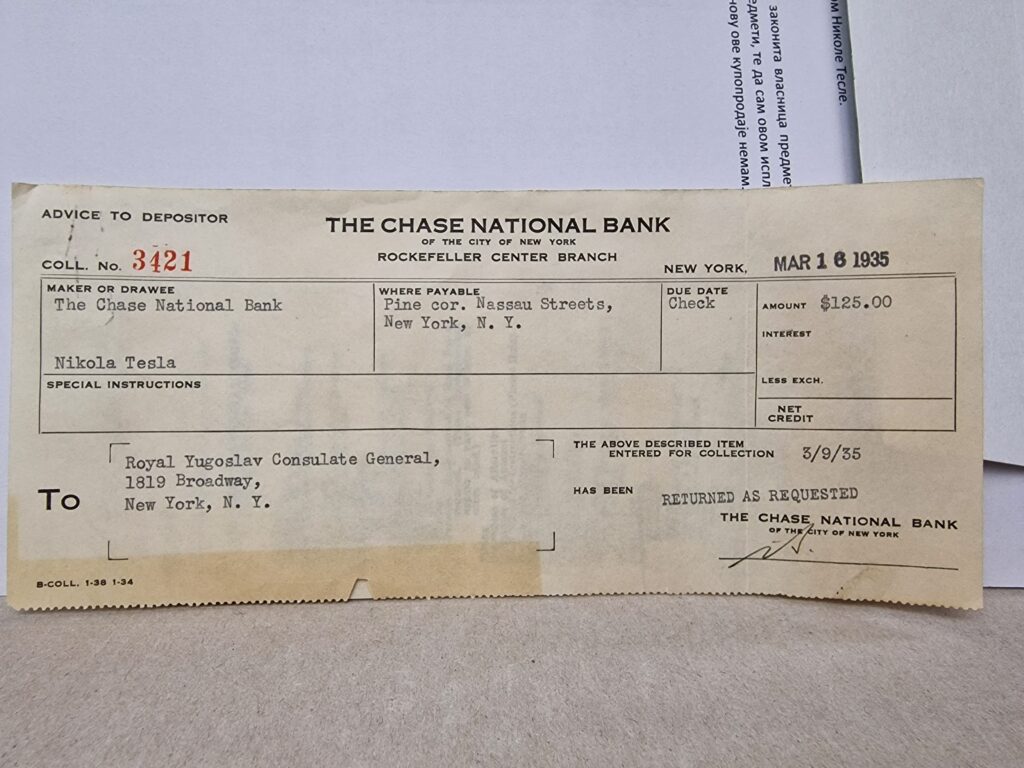 ом Николе Тесле.
законита власница
да сам овом
ове купопродаје немам.
ADVICE TO DEPOSITOR
THE CHASE NATIONAL BANK
OF THE CITY OF NEW YORK
ROCKEFELLER CENTER BRANCH
COLL. No. 3421
NEW YORK, MAR 16 1935
MAKER OR DRAWEE
The Chase National Bank
Nikola Tesla
WHERE PAYABLE
Pine cor. Nassau Streets,
New York, N. Y.
DUE DATE
Check
AMOUNT $125.00
INTEREST
LESS EXCH.
NET
CREDIT
SPECIAL INSTRUCTIONS
To
Royal Yugoslav Consulate General,
1819 Broadway,
New York, N. Y.
THE ABOVE DESCRIBED ITEM
ENTERED FOR COLLECTION 3/9/35
HAS BEEN RETURNED AS REQUESTED
THE CHASE NATIONAL BANK
OF THE CITY OF NEW YORK
B-COLL. 1-38 1-34